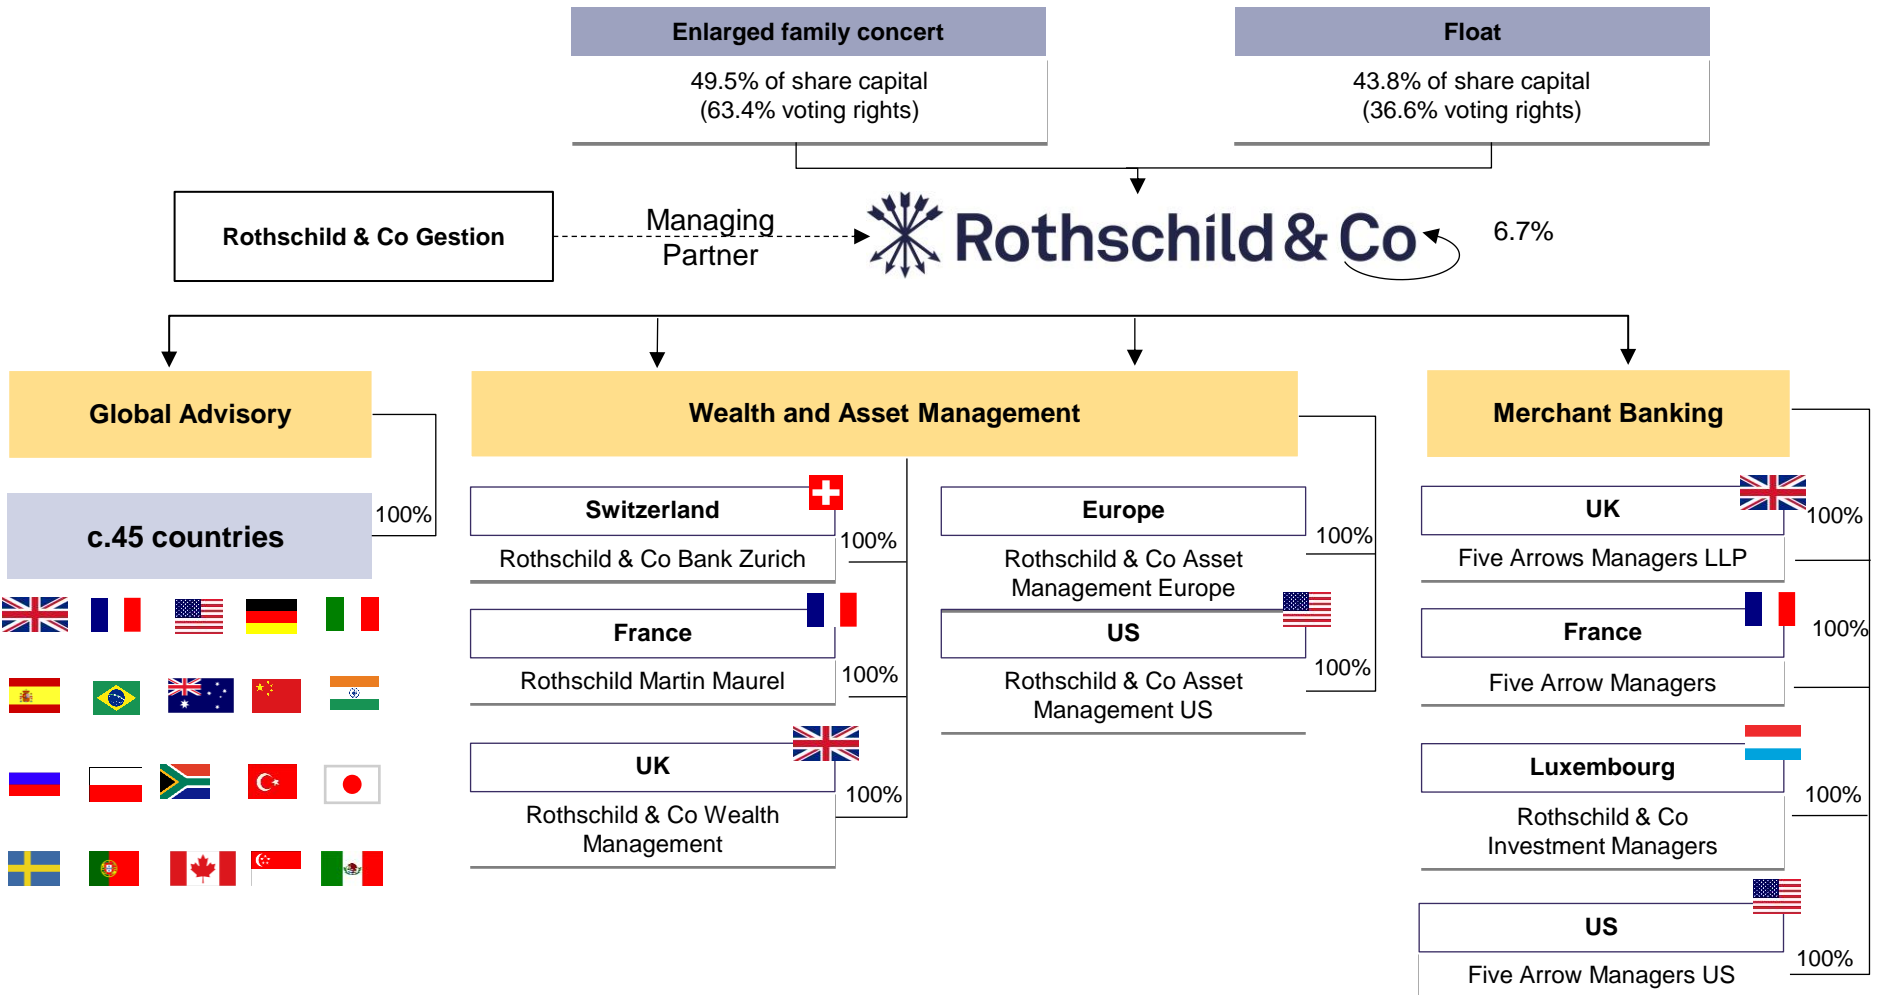 Enlarged family concert
49.5% of share capital
(63.4% voting rights)
Float
43.8% of share capital
(36.6% voting rights)
Rothschild & Co Gestion
Managing
Partner
Rothschild & Co
6.7%
Global Advisory
100%
c.45 countries
Wealth and Asset Management
Switzerland
100%
Rothschild & Co Bank Zurich
France
Rothschild Martin Maurel
100%
UK
100%
Rothschild & Co Wealth
Management
Europe
100%
Rothschild & Co Asset
Management Europe
US
100%
Rothschild & Co Asset
Management US
Merchant Banking
UK
100%
Five Arrows Managers LLP
France
100%
Five Arrow Managers
Luxembourg
100%
Rothschild & Co
Investment Managers
US
100%
Five Arrow Managers US